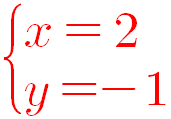 x = 2
y = -1